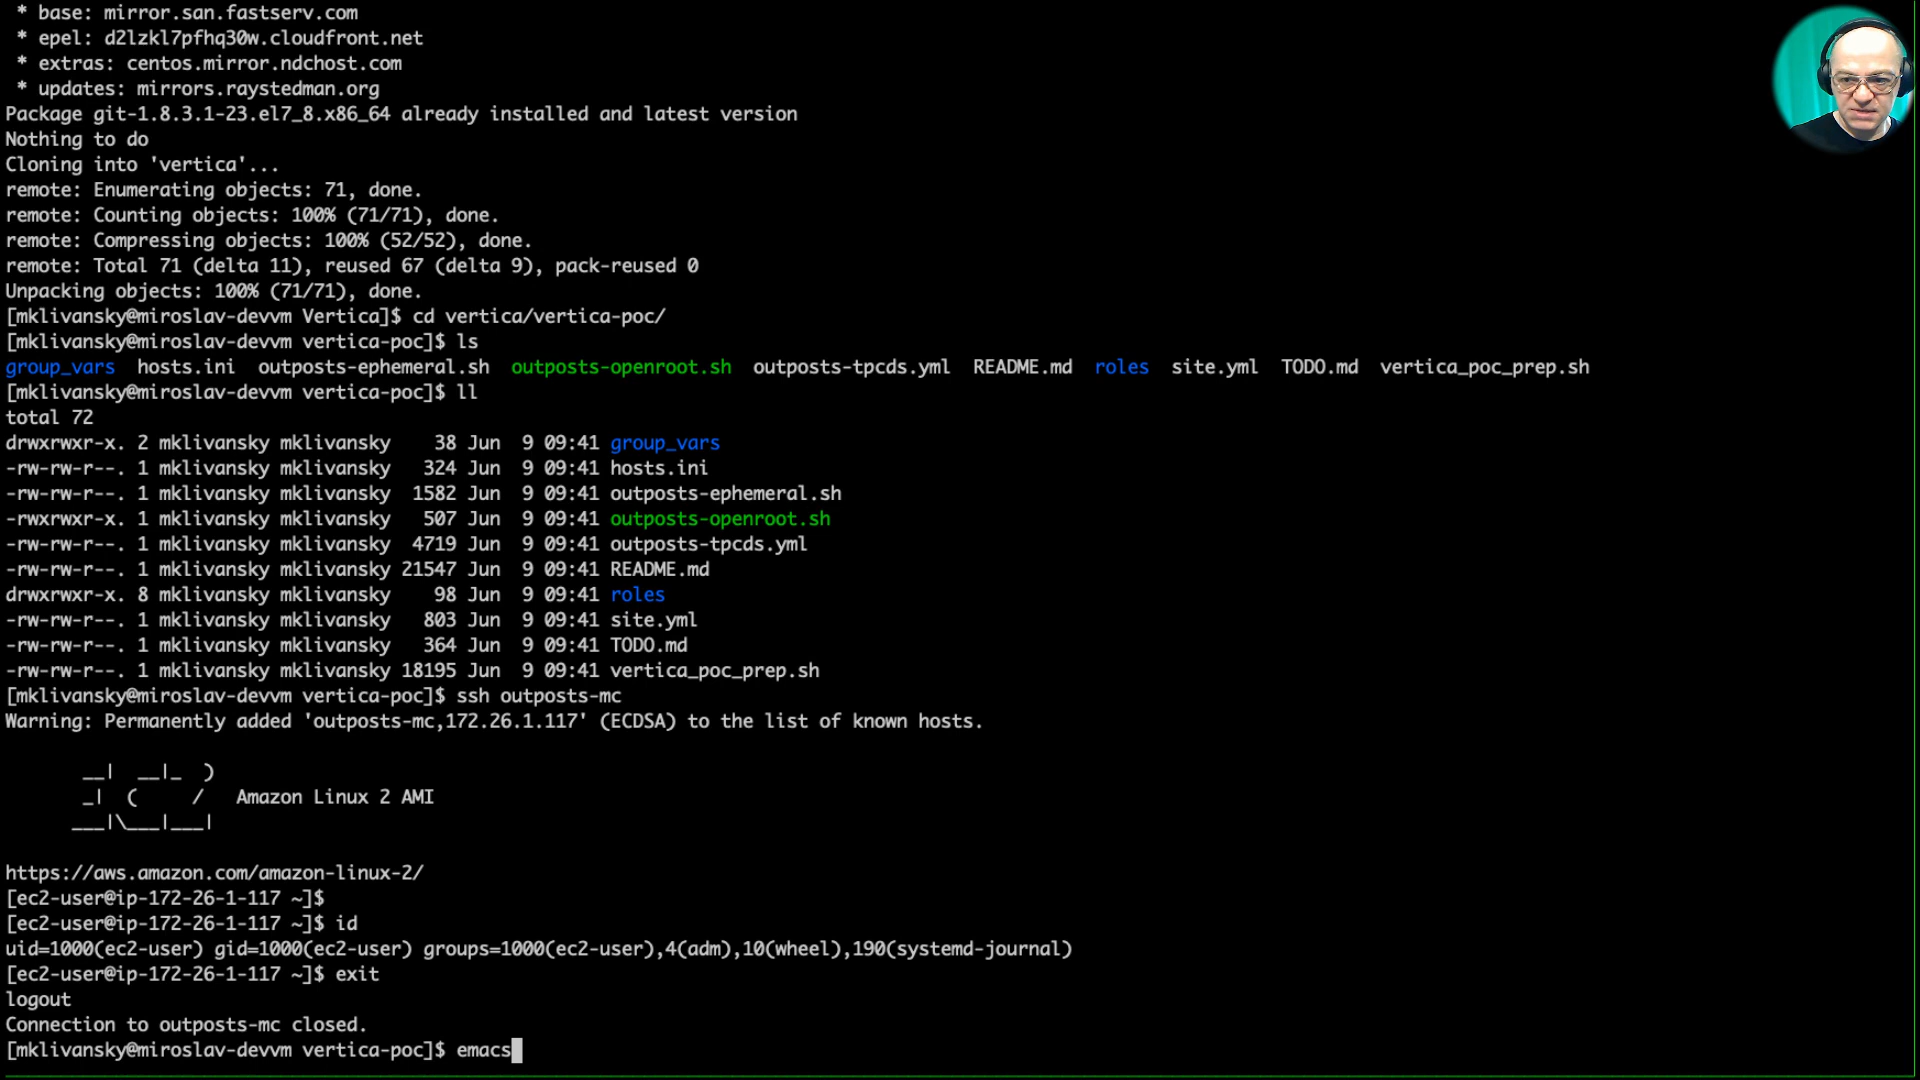 * base: mirror.san.fastserv.com
* epel: d2lzkl7pfhq30w.cloudfront.net
* extras: centos.mirror.ndchost.com
* updates: mirrors.raystedman.org
Package git-1.8.3.1-23.el7_8.x86_64 already installed and latest version
Nothing to do
Cloning into 'vertica'...
remote: Enumerating objects: 71, done.
remote: Counting objects: 100% (71/71), done.
remote: Compressing objects: 100% (52/52), done.
remote: Total 71 (delta 11), reused 67 (delta 9), pack-reused 0
Unpacking objects: 100% (71/71), done.
[mklivansky@miroslav-devvm Vertica]$ cd vertica/vertica-poc/
[mklivansky@miroslav-devvm vertica-poc]$ ls
group_vars  hosts.ini  outposts-ephemeral.sh  outposts-openroot.sh  outposts-tpcds.yml  README.md  roles  site.yml  TODO.md  vertica_poc_prep.sh
[mklivansky@miroslav-devvm vertica-poc]$ ll
total 72
drwxrwxr-x. 2 mklivansky mklivansky    38 Jun  9 09:41 group_vars
-rw-rw-r--. 1 mklivansky mklivansky   324 Jun  9 09:41 hosts.ini
-rw-rw-r--. 1 mklivansky mklivansky  1582 Jun  9 09:41 outposts-ephemeral.sh
-rwxrwxr-x. 1 mklivansky mklivansky   507 Jun  9 09:41 outposts-openroot.sh
-rw-rw-r--. 1 mklivansky mklivansky  4719 Jun  9 09:41 outposts-tpcds.yml
-rw-rw-r--. 1 mklivansky mklivansky 21547 Jun  9 09:41 README.md
drwxrwxr-x. 8 mklivansky mklivansky    98 Jun  9 09:41 roles
-rw-rw-r--. 1 mklivansky mklivansky   803 Jun  9 09:41 site.yml
-rw-rw-r--. 1 mklivansky mklivansky   364 Jun  9 09:41 TODO.md
-rw-rw-r--. 1 mklivansky mklivansky 18195 Jun  9 09:41 vertica_poc_prep.sh
[mklivansky@miroslav-devvm vertica-poc]$ ssh outposts-mc
Warning: Permanently added 'outposts-mc,172.26.1.117' (ECDSA) to the list of known hosts.
       __|  __|_  )
       _|  (     /   Amazon Linux 2 AMI
      ___|\___|___|
https://aws.amazon.com/amazon-linux-2/
[ec2-user@ip-172-26-1-117 ~]$
[ec2-user@ip-172-26-1-117 ~]$ id
uid=1000(ec2-user) gid=1000(ec2-user) groups=1000(ec2-user),4(adm),10(wheel),190(systemd-journal)
[ec2-user@ip-172-26-1-117 ~]$ exit
logout
Connection to outposts-mc closed.
[mklivansky@miroslav-devvm vertica-poc]$ emacs